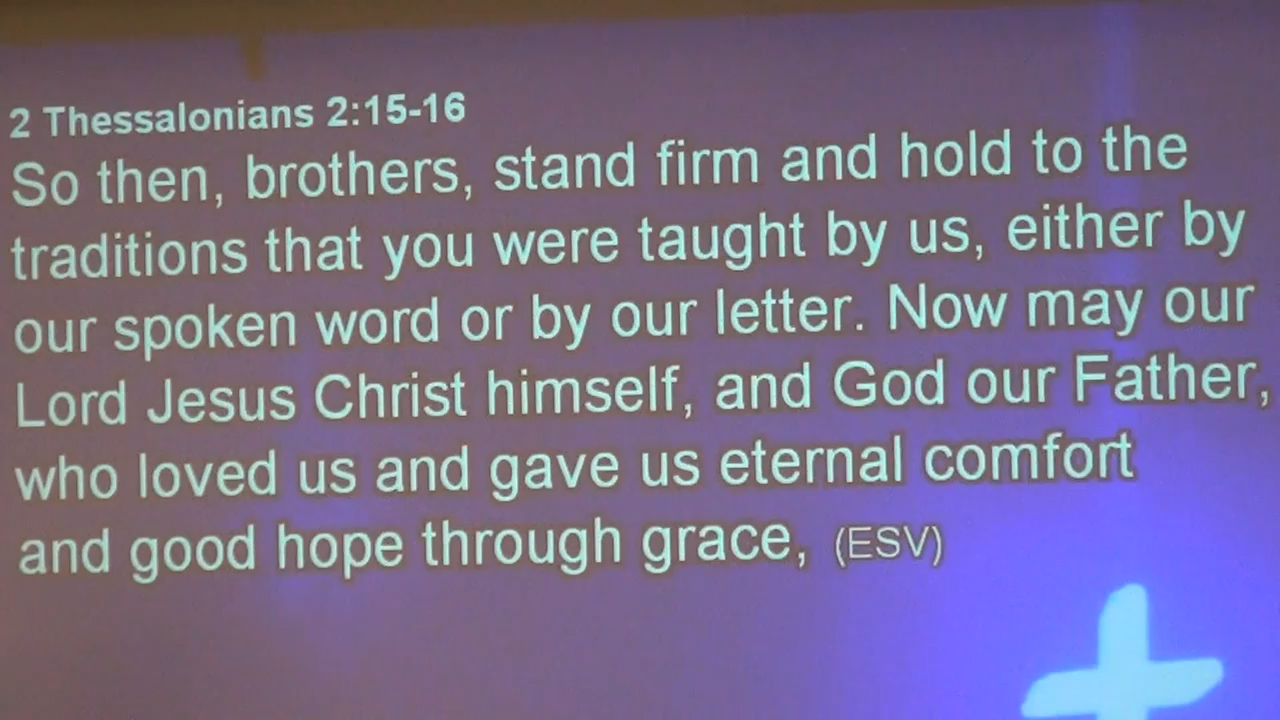 2 Thessalonians 2:15-16
So then, brothers, stand firm and hold to the
traditions that you were taught by us, either by
our spoken word or by our letter. Now may our
Lord Jesus Christ himself, and God our Father,
who loved us and gave us eternal comfort
and good hope through grace, (ESV)